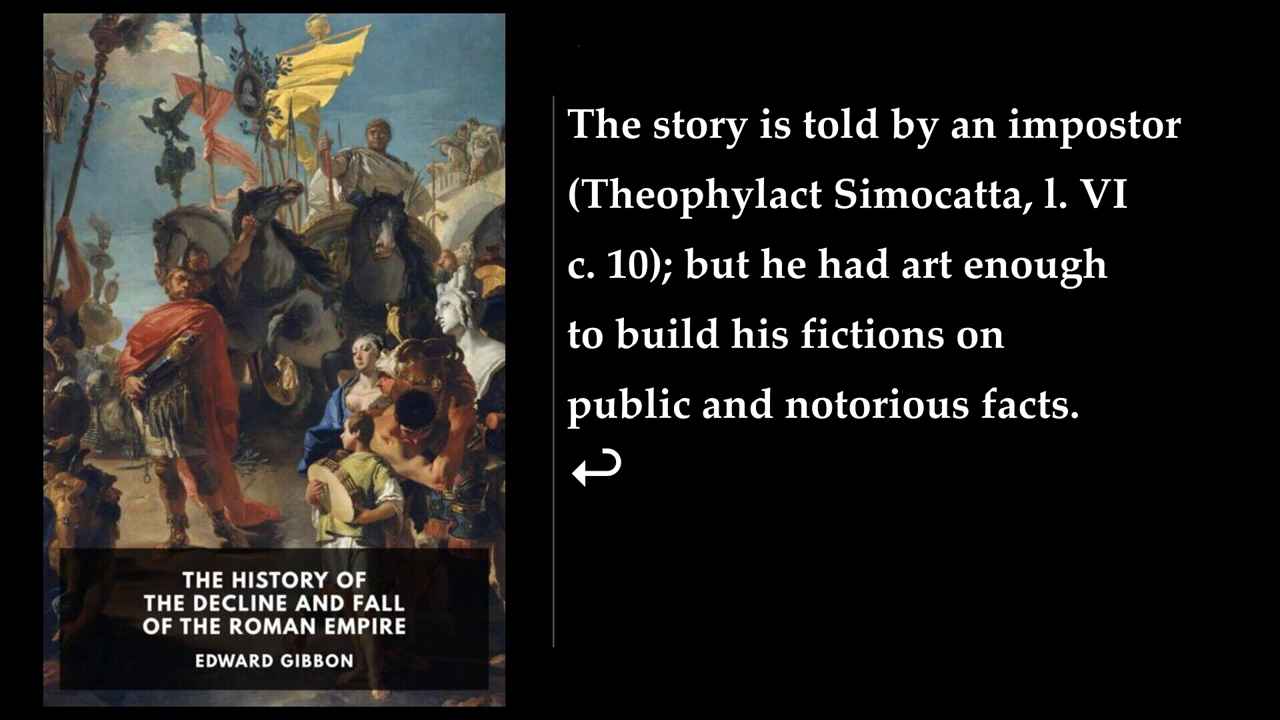 THE HISTORY OF
THE DECLINE AND FALL
OF THE ROMAN EMPIRE
EDWARD GIBBON
The story is told by an impostor
(Theophylact Simocatta, l. VI
c. 10); but he had art enough
to build his fictions on
public and notorious facts.
↩